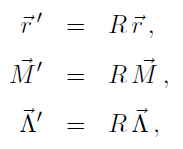 r⃗ ′ = R r⃗ ,
M⃗ ′ = R M⃗ ,
Λ⃗ ′ = R Λ⃗ ,